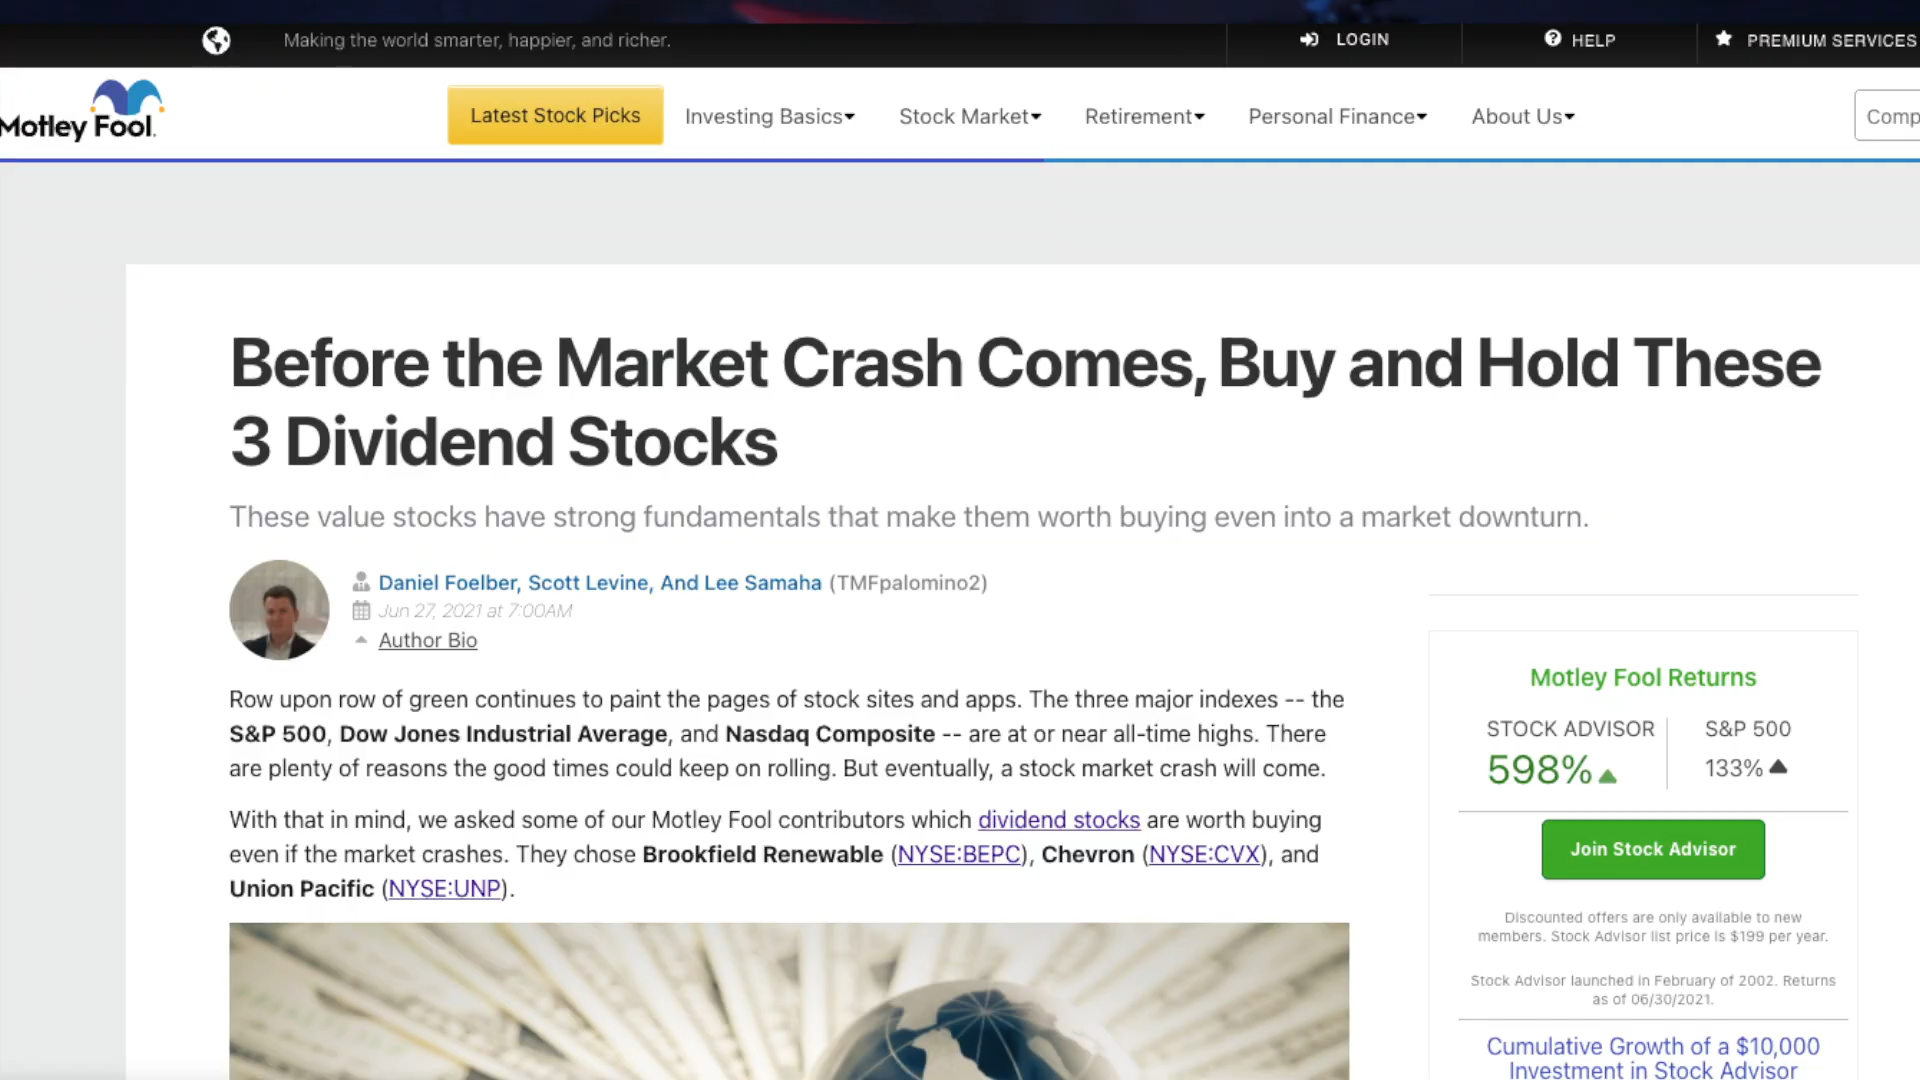 Making the world smarter, happier, and richer.
LOGIN
HELP
PREMIUM SERVICES
Motley Fool.
Latest Stock Picks
Investing Basics
Stock Market
Retirement
Personal Finance
About Us
Comp
Before the Market Crash Comes, Buy and Hold These
3 Dividend Stocks
These value stocks have strong fundamentals that make them worth buying even into a market downturn.
Daniel Foelber, Scott Levine, And Lee Samaha (TMFpalomino2)
Jun 27, 2021 at 7:00AM
Author Bio
Row upon row of green continues to paint the pages of stock sites and apps. The three major indexes -- the
S&P 500, Dow Jones Industrial Average, and Nasdaq Composite -- are at or near all-time highs. There
are plenty of reasons the good times could keep on rolling. But eventually, a stock market crash will come.
With that in mind, we asked some of our Motley Fool contributors which dividend stocks are worth buying
even if the market crashes. They chose Brookfield Renewable (NYSE:BEPC), Chevron (NYSE:CVX), and
Union Pacific (NYSE:UNP).
Motley Fool Returns
STOCK ADVISOR
S&P 500
598%
133%
Join Stock Advisor
Discounted offers are only available to new
members. Stock Advisor list price is $199 per year.
Stock Advisor launched in February of 2002. Returns
as of 06/30/2021.
Cumulative Growth of a $10,000
Investment in Stock Advisor